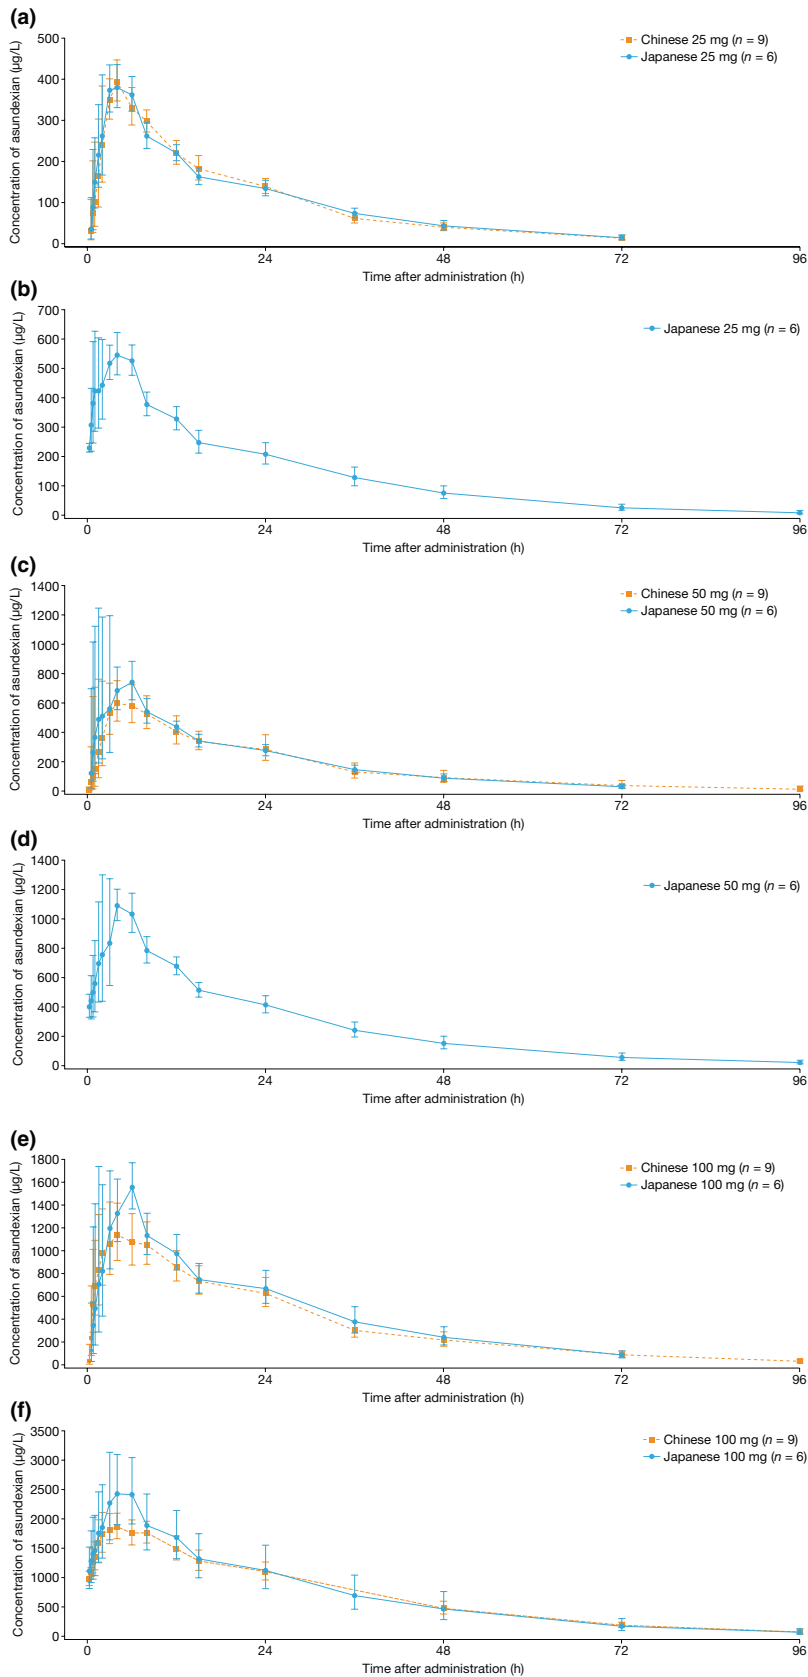 (a)
Concentration of asundexian (µg/L)
500
400
300
200
100
0
Chinese 25 mg (n = 9)
Japanese 25 mg (n = 6)
0 24 48 72 96
Time after administration (h)
(b)
Concentration of asundexian (µg/L)
700
600
500
400
300
200
100
0
Japanese 25 mg (n = 6)
0 24 48 72 96
Time after administration (h)
(c)
Concentration of asundexian (µg/L)
1400
1200
1000
800
600
400
200
0
Chinese 50 mg (n = 9)
Japanese 50 mg (n = 6)
0 24 48 72 96
Time after administration (h)
(d)
Concentration of asundexian (µg/L)
1400
1200
1000
800
600
400
200
0
Japanese 50 mg (n = 6)
0 24 48 72 96
Time after administration (h)
(e)
Concentration of asundexian (µg/L)
1800
1600
1400
1200
1000
800
600
400
200
0
Chinese 100 mg (n = 9)
Japanese 100 mg (n = 6)
0 24 48 72 96
Time after administration (h)
(f)
Concentration of asundexian (µg/L)
3500
3000
2500
2000
1500
1000
500
0
Chinese 100 mg (n = 9)
Japanese 100 mg (n = 6)
0 24 48 72 96
Time after administration (h)